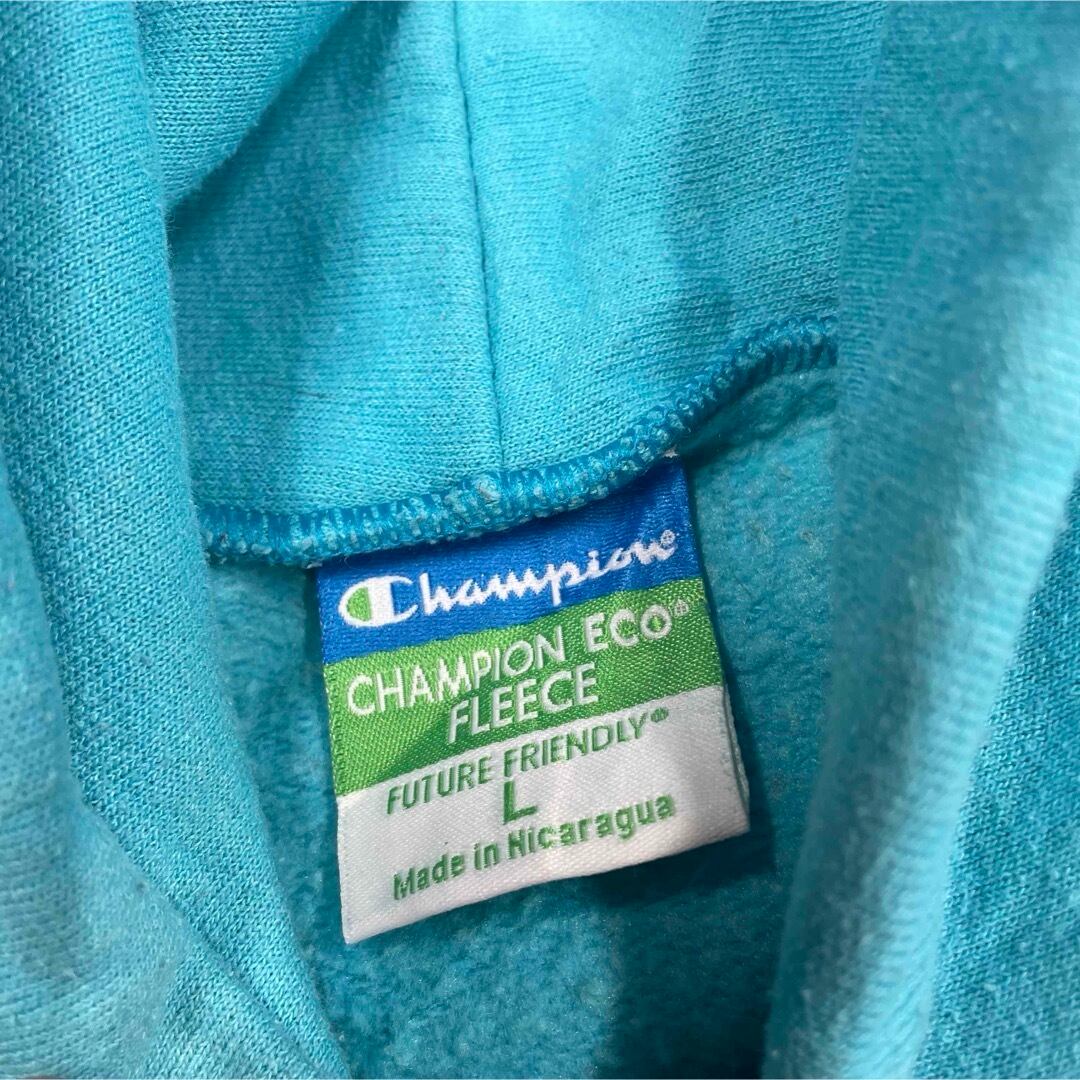 Champion®
CHAMPION ECO®
FLEECE
FUTURE FRIENDLY®
L
Made in Nicaragua